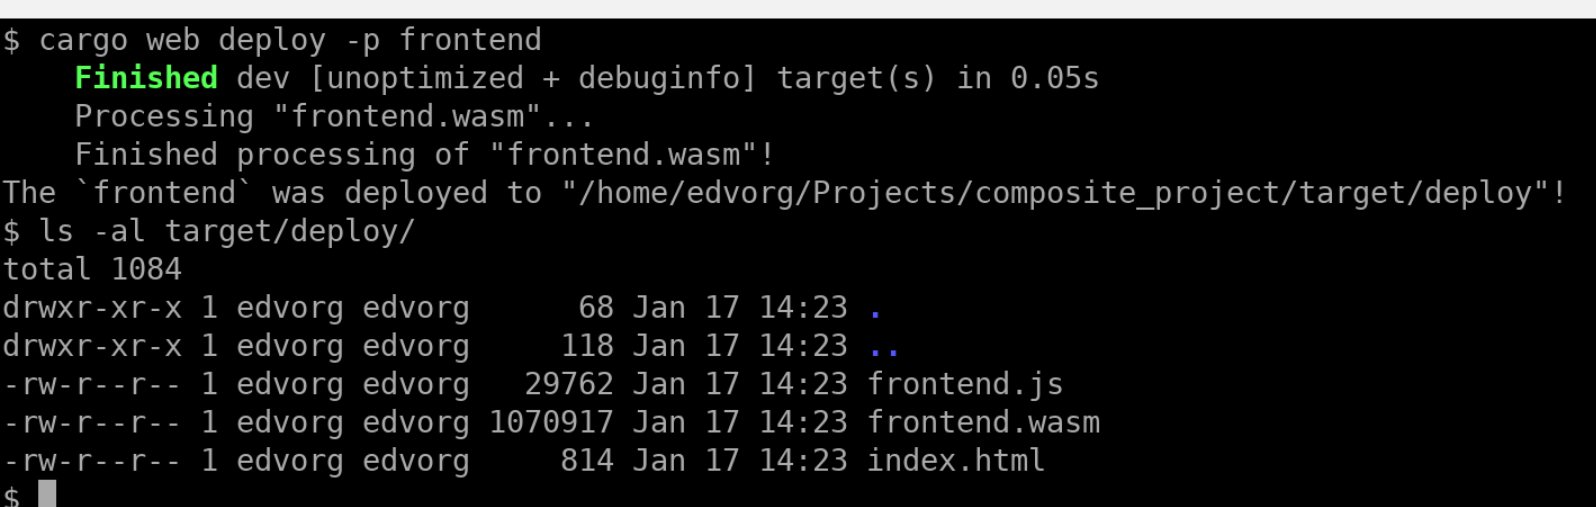 $ cargo web deploy -p frontend
    Finished dev [unoptimized + debuginfo] target(s) in 0.05s
    Processing "frontend.wasm"...
    Finished processing of "frontend.wasm"!
The `frontend` was deployed to "/home/edvorg/Projects/composite_project/target/deploy"!
$ ls -al target/deploy/
total 1084
drwxr-xr-x 1 edvorg edvorg      68 Jan 17 14:23 .
drwxr-xr-x 1 edvorg edvorg     118 Jan 17 14:23 ..
-rw-r--r-- 1 edvorg edvorg   29762 Jan 17 14:23 frontend.js
-rw-r--r-- 1 edvorg edvorg 1070917 Jan 17 14:23 frontend.wasm
-rw-r--r-- 1 edvorg edvorg     814 Jan 17 14:23 index.html
$